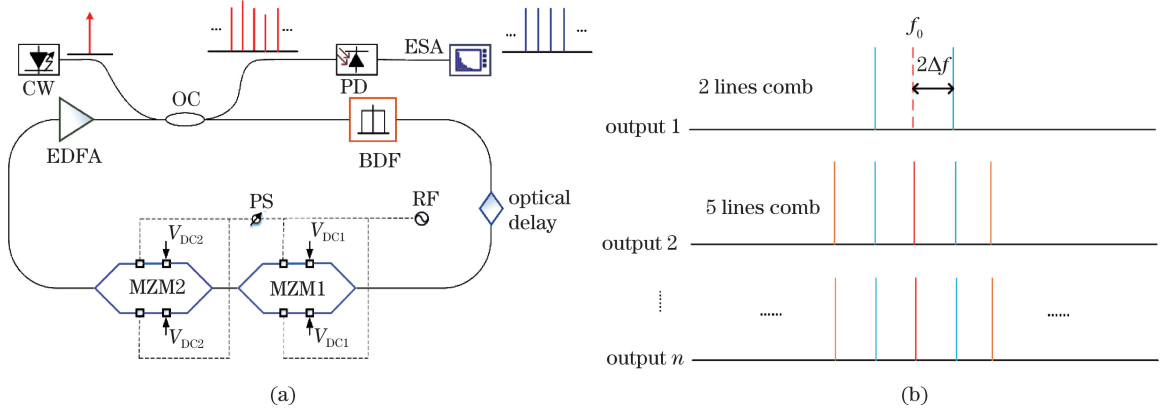 ... ...
... ...
ESA
CW
OC
PD
EDFA
BDF
PS
RF
optical
delay
V_DC2
V_DC1
MZM2
MZM1
V_DC2
V_DC1
(a)
f_0
2Δf
2 lines comb
output 1
5 lines comb
output 2
......
...... ......
output n
(b)